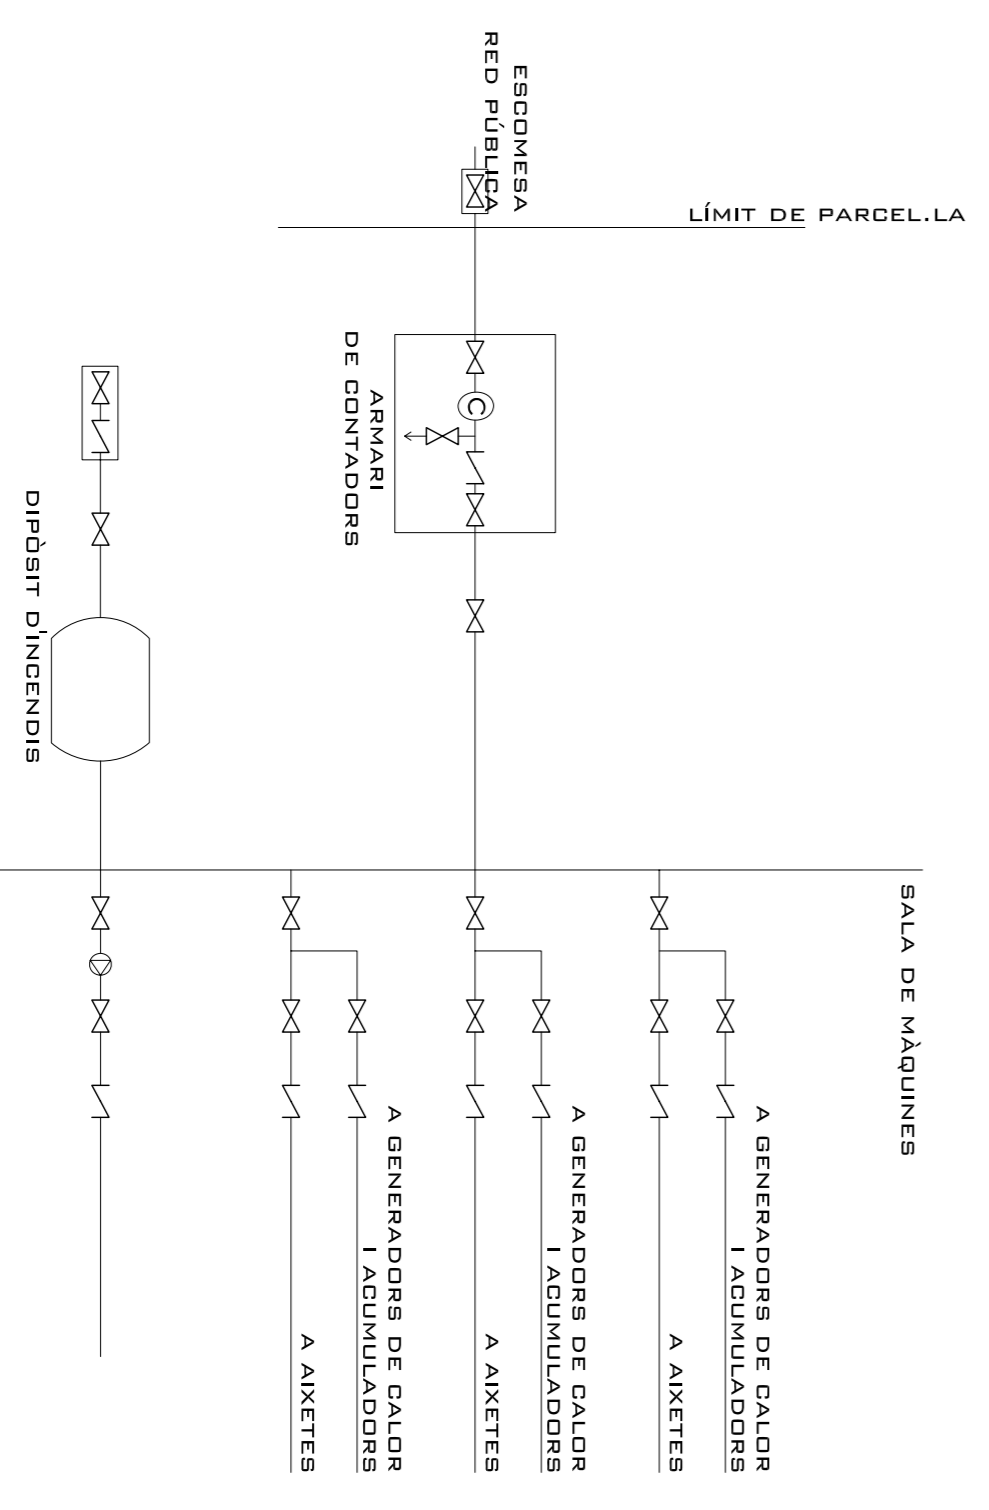 ESCOMESA
RED PÚBLICA
LÍMIT DE PARCEL.LA
ARMARI
DE CONTADORS
C
DIPÒSIT D'INCENDIS
SALA DE MÀQUINES
A GENERADORS DE CALOR
I ACUMULADORS
A AIXETES
A GENERADORS DE CALOR
I ACUMULADORS
A AIXETES
A GENERADORS DE CALOR
I ACUMULADORS
A AIXETES